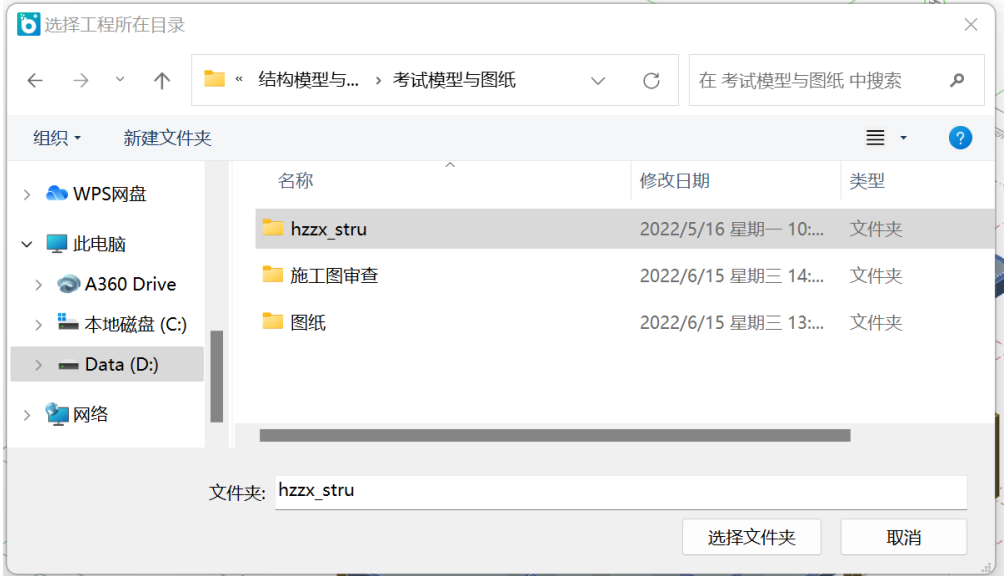 选择工程所在目录
« 结构模型与... › 考试模型与图纸
在 考试模型与图纸 中搜索
组织 新建文件夹
名称 修改日期 类型
WPS网盘
此电脑
A360 Drive
本地磁盘 (C:)
Data (D:)
网络
hzzx_stru 2022/5/16 星期一 10:... 文件夹
施工图审查 2022/6/15 星期三 14:... 文件夹
图纸 2022/6/15 星期三 13:... 文件夹
文件夹: hzzx_stru
选择文件夹 取消